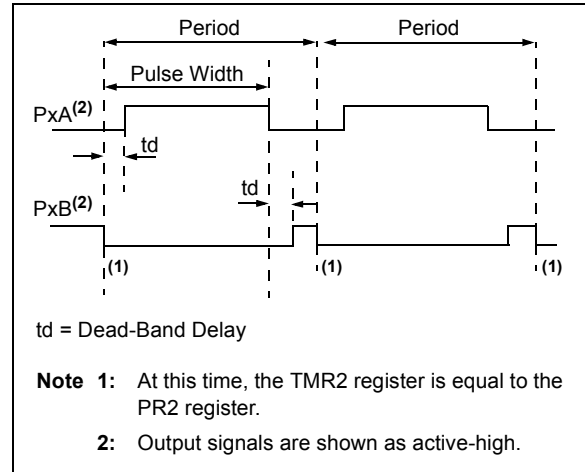 Period Period
Pulse Width
PxA(2)
td
td
PxB(2)
(1) (1) (1)
td = Dead-Band Delay
Note 1: At this time, the TMR2 register is equal to the
PR2 register.
2: Output signals are shown as active-high.